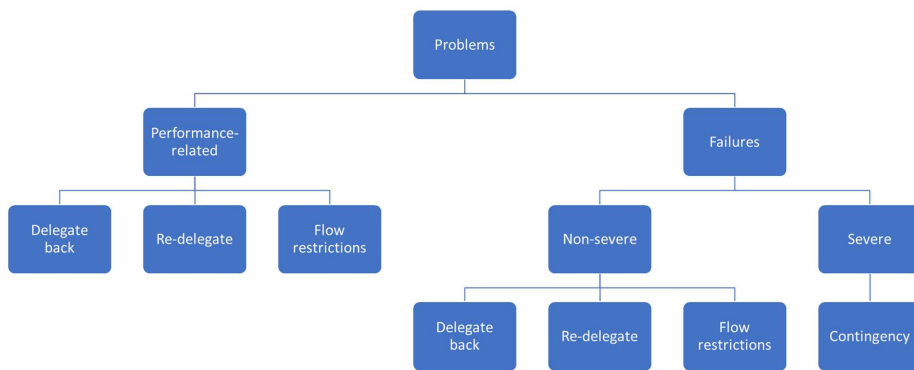 Problems
Performance-
related
Failures
Delegate
back
Re-delegate
Flow
restrictions
Non-severe
Severe
Delegate
back
Re-delegate
Flow
restrictions
Contingency